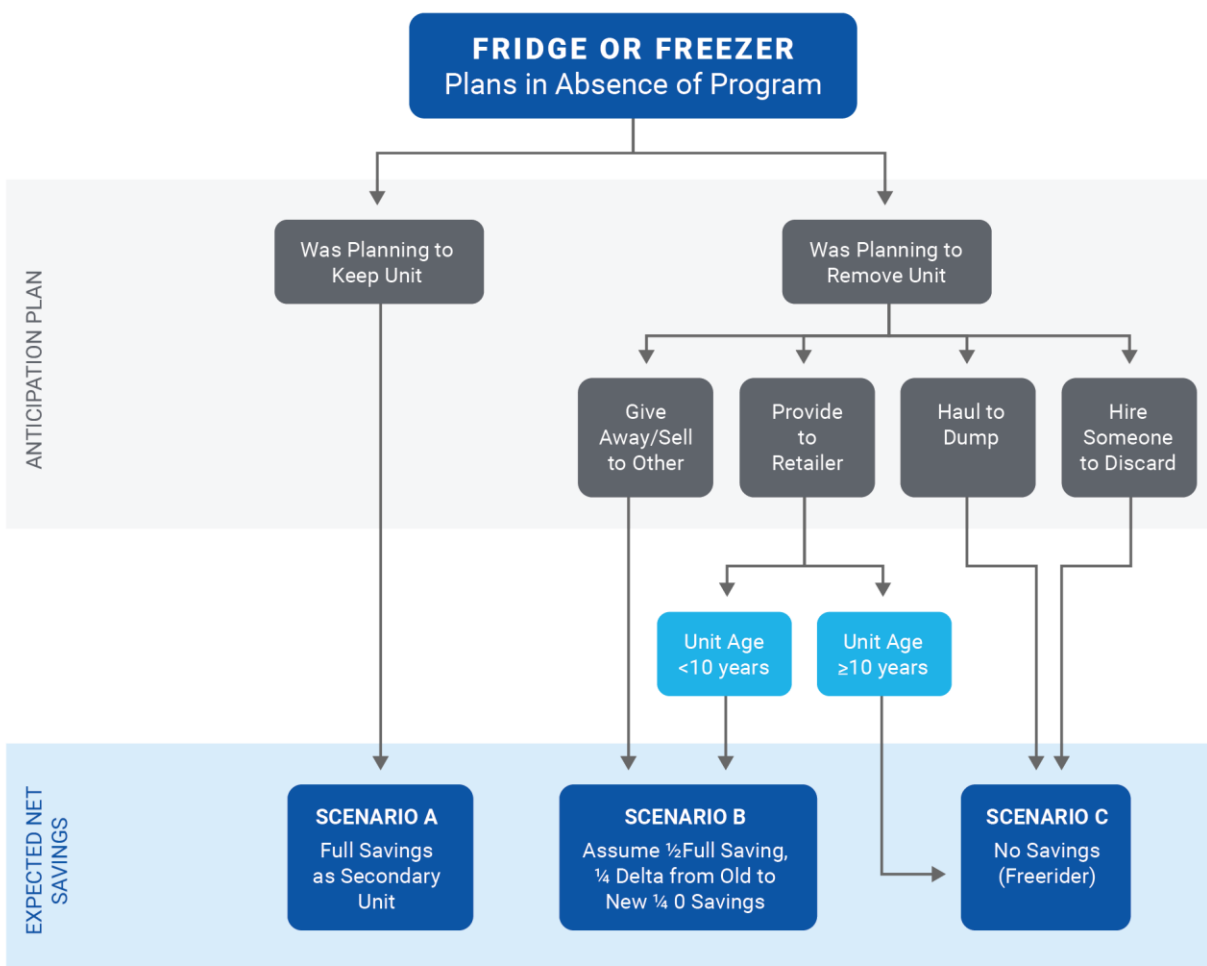 FRIDGE OR FREEZER
Plans in Absence of Program
ANTICIPATION PLAN
Was Planning to
Keep Unit
Was Planning to
Remove Unit
Give
Away/Sell
to Other
Provide
to
Retailer
Haul to
Dump
Hire
Someone
to Discard
Unit Age
<10 years
Unit Age
≥10 years
EXPECTED NET
SAVINGS
SCENARIO A
Full Savings
as Secondary
Unit
SCENARIO B
Assume ½Full Saving,
¼ Delta from Old to
New ¼ 0 Savings
SCENARIO C
No Savings
(Freerider)